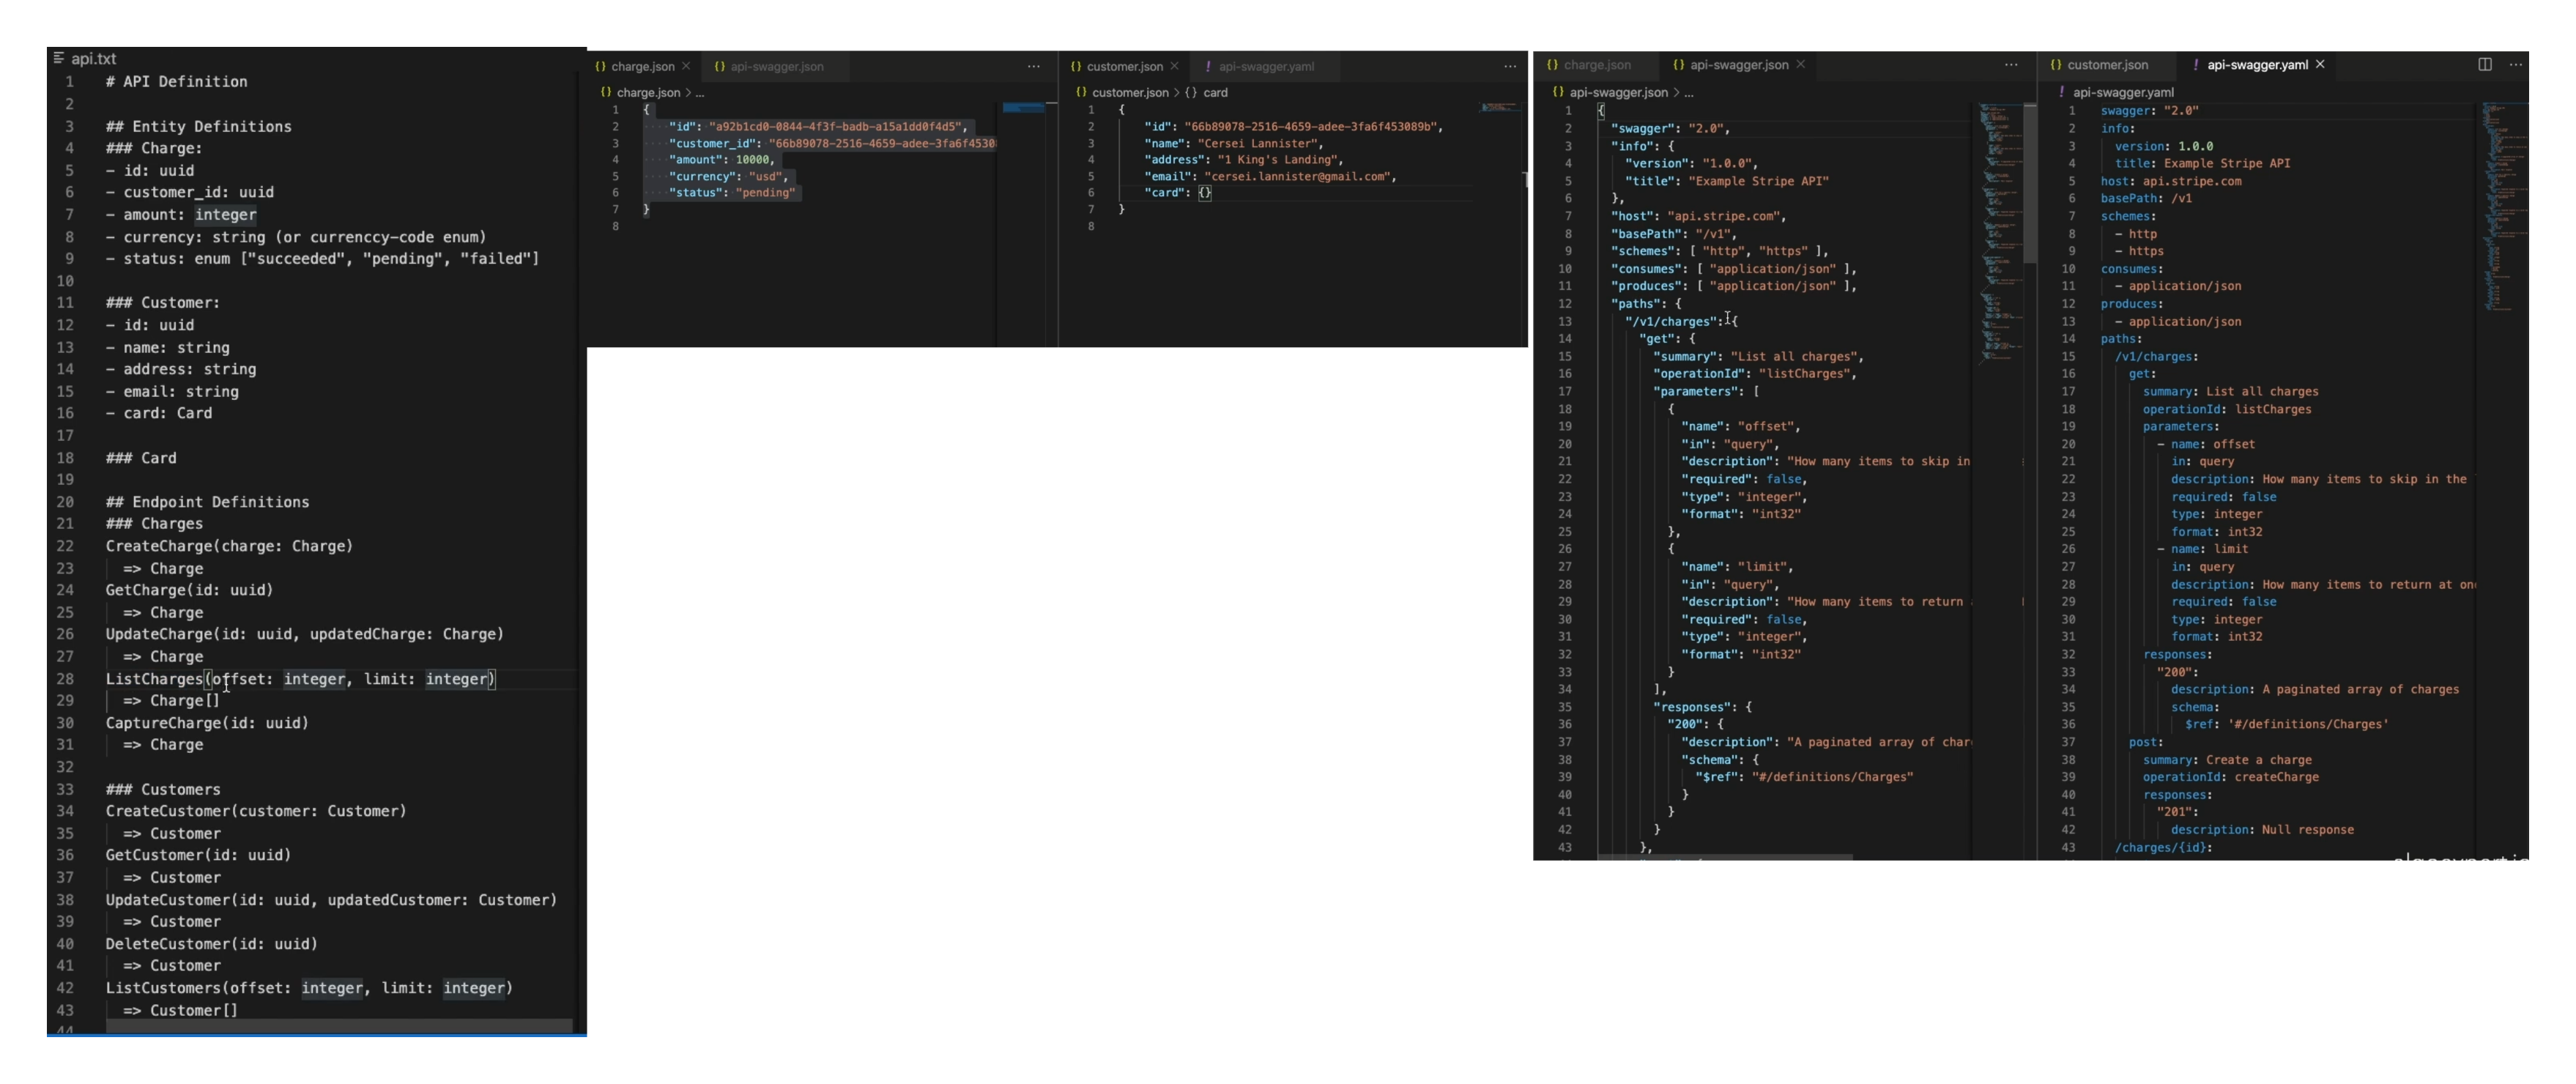 api.txt
1 # API Definition
2
3 ## Entity Definitions
4 ### Charge:
5 - id: uuid
6 - customer_id: uuid
7 - amount: integer
8 - currency: string (or currenccy-code enum)
9 - status: enum ["succeeded", "pending", "failed"]
10
11 ### Customer:
12 - id: uuid
13 - name: string
14 - address: string
15 - email: string
16 - card: Card
17
18 ### Card
19
20 ## Endpoint Definitions
21 ### Charges
22 CreateCharge(charge: Charge)
23 => Charge
24 GetCharge(id: uuid)
25 => Charge
26 UpdateCharge(id: uuid, updatedCharge: Charge)
27 => Charge
28 ListCharges(offset: integer, limit: integer)
29 => Charge[]
30 CaptureCharge(id: uuid)
31 => Charge
32
33 ### Customers
34 CreateCustomer(customer: Customer)
35 => Customer
36 GetCustomer(id: uuid)
37 => Customer
38 UpdateCustomer(id: uuid, updatedCustomer: Customer)
39 => Customer
40 DeleteCustomer(id: uuid)
41 => Customer
42 ListCustomers(offset: integer, limit: integer)
43 => Customer[]
44
{} charge.json × {} api-swagger.json ...
{} charge.json > ...
1 {
2 "id": "a92b1cd0-0844-4f3f-badb-a15a1dd0f4d5",
3 "customer_id": "66b89078-2516-4659-adee-3fa6f4530
4 "amount": 10000,
5 "currency": "usd",
6 "status": "pending"
7 }
8
{} customer.json × ! api-swagger.yaml ...
{} customer.json > {} card
1 {
2 "id": "66b89078-2516-4659-adee-3fa6f453089b",
3 "name": "Cersei Lannister",
4 "address": "1 King's Landing",
5 "email": "cersei.lannister@gmail.com",
6 "card": {}
7 }
8
{} charge.json {} api-swagger.json × ...
{} api-swagger.json > ...
1 {
2 "swagger": "2.0",
3 "info": {
4 "version": "1.0.0",
5 "title": "Example Stripe API"
6 },
7 "host": "api.stripe.com",
8 "basePath": "/v1",
9 "schemes": [ "http", "https" ],
10 "consumes": [ "application/json" ],
11 "produces": [ "application/json" ],
12 "paths": {
13 "/v1/charges": {
14 "get": {
15 "summary": "List all charges",
16 "operationId": "listCharges",
17 "parameters": [
18 {
19 "name": "offset",
20 "in": "query",
21 "description": "How many items to skip in
22 "required": false,
23 "type": "integer",
24 "format": "int32"
25 },
26 {
27 "name": "limit",
28 "in": "query",
29 "description": "How many items to return
30 "required": false,
31 "type": "integer",
32 "format": "int32"
33 }
34 ],
35 "responses": {
36 "200": {
37 "description": "A paginated array of char
38 "schema": {
39 "$ref": "#/definitions/Charges"
40 }
41 }
42 }
43 },
{} customer.json ! api-swagger.yaml × ...
! api-swagger.yaml
1 swagger: "2.0"
2 info:
3 version: 1.0.0
4 title: Example Stripe API
5 host: api.stripe.com
6 basePath: /v1
7 schemes:
8 - http
9 - https
10 consumes:
11 - application/json
12 produces:
13 - application/json
14 paths:
15 /v1/charges:
16 get:
17 summary: List all charges
18 operationId: listCharges
19 parameters:
20 - name: offset
21 in: query
22 description: How many items to skip in the
23 required: false
24 type: integer
25 format: int32
26 - name: limit
27 in: query
28 description: How many items to return at on
29 required: false
30 type: integer
31 format: int32
32 responses:
33 "200":
34 description: A paginated array of charges
35 schema:
36 $ref: '#/definitions/Charges'
37 post:
38 summary: Create a charge
39 operationId: createCharge
40 responses:
41 "201":
42 description: Null response
43 /charges/{id}: